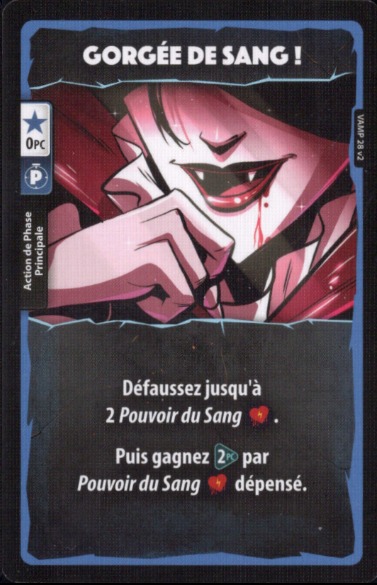 GORGÉE DE SANG !
0PC
P
Action de Phase
Principale
VAMP 28 v2
Défaussez jusqu'à
2 Pouvoir du Sang .
Puis gagnez 2PC par
Pouvoir du Sang dépensé.